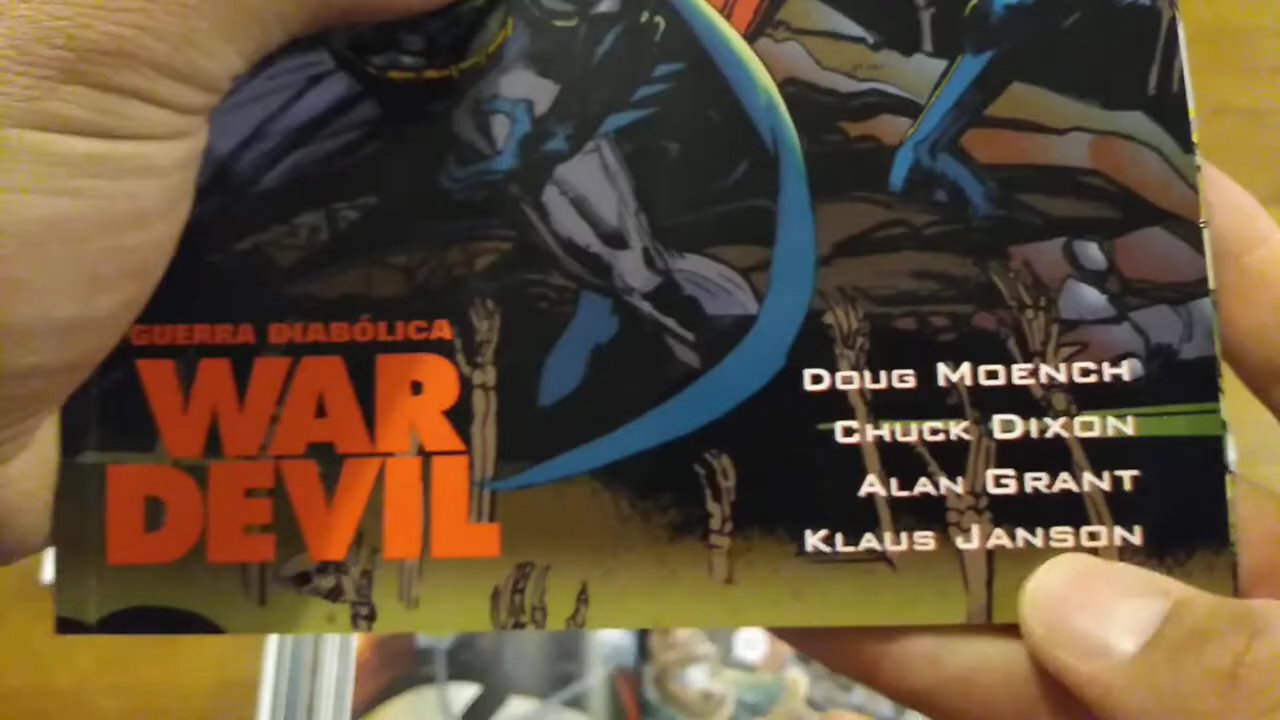 GUERRA DIABÓLICA
WAR
DEVIL
DOUG MOENCH
CHUCK DIXON
ALAN GRANT
KLAUS JANSON